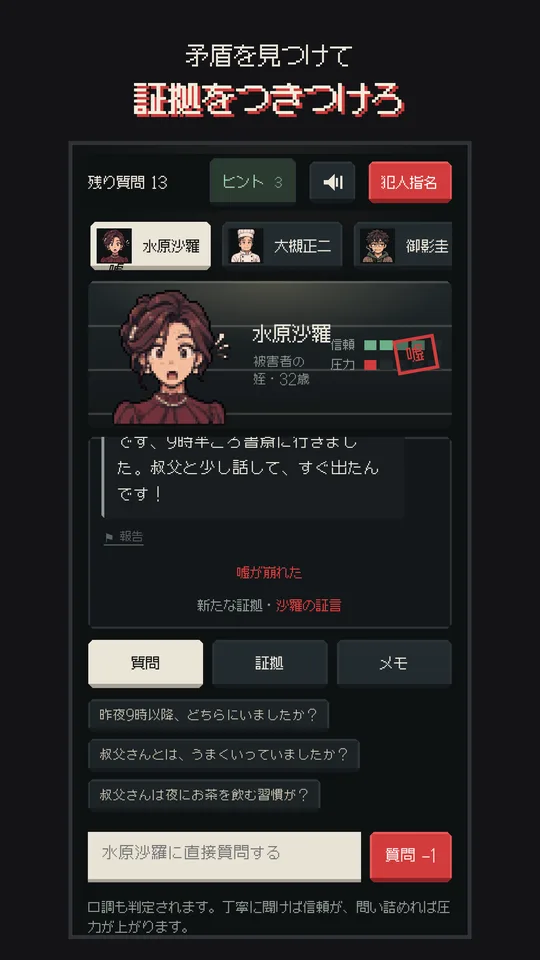 矛盾を見つけて
証拠をつきつけろ
残り質問 13
ヒント 3
犯人指名
水原沙羅
嘘
大槻正二
御影圭
水原沙羅
信頼
嘘
被害者の
姪・32歳
圧力
です、9時半ごろ書斎に行きまし
た。叔父と少し話して、すぐ出たん
です！
報告
嘘が崩れた
新たな証拠・沙羅の証言
質問
証拠
メモ
昨夜9時以降、どちらにいましたか？
叔父さんとは、うまくいっていましたか？
叔父さんは夜にお茶を飲む習慣が？
水原沙羅に直接質問する
質問 -1
口調も判定されます。丁寧に聞けば信頼が、問い詰めれば圧
力が上がります。